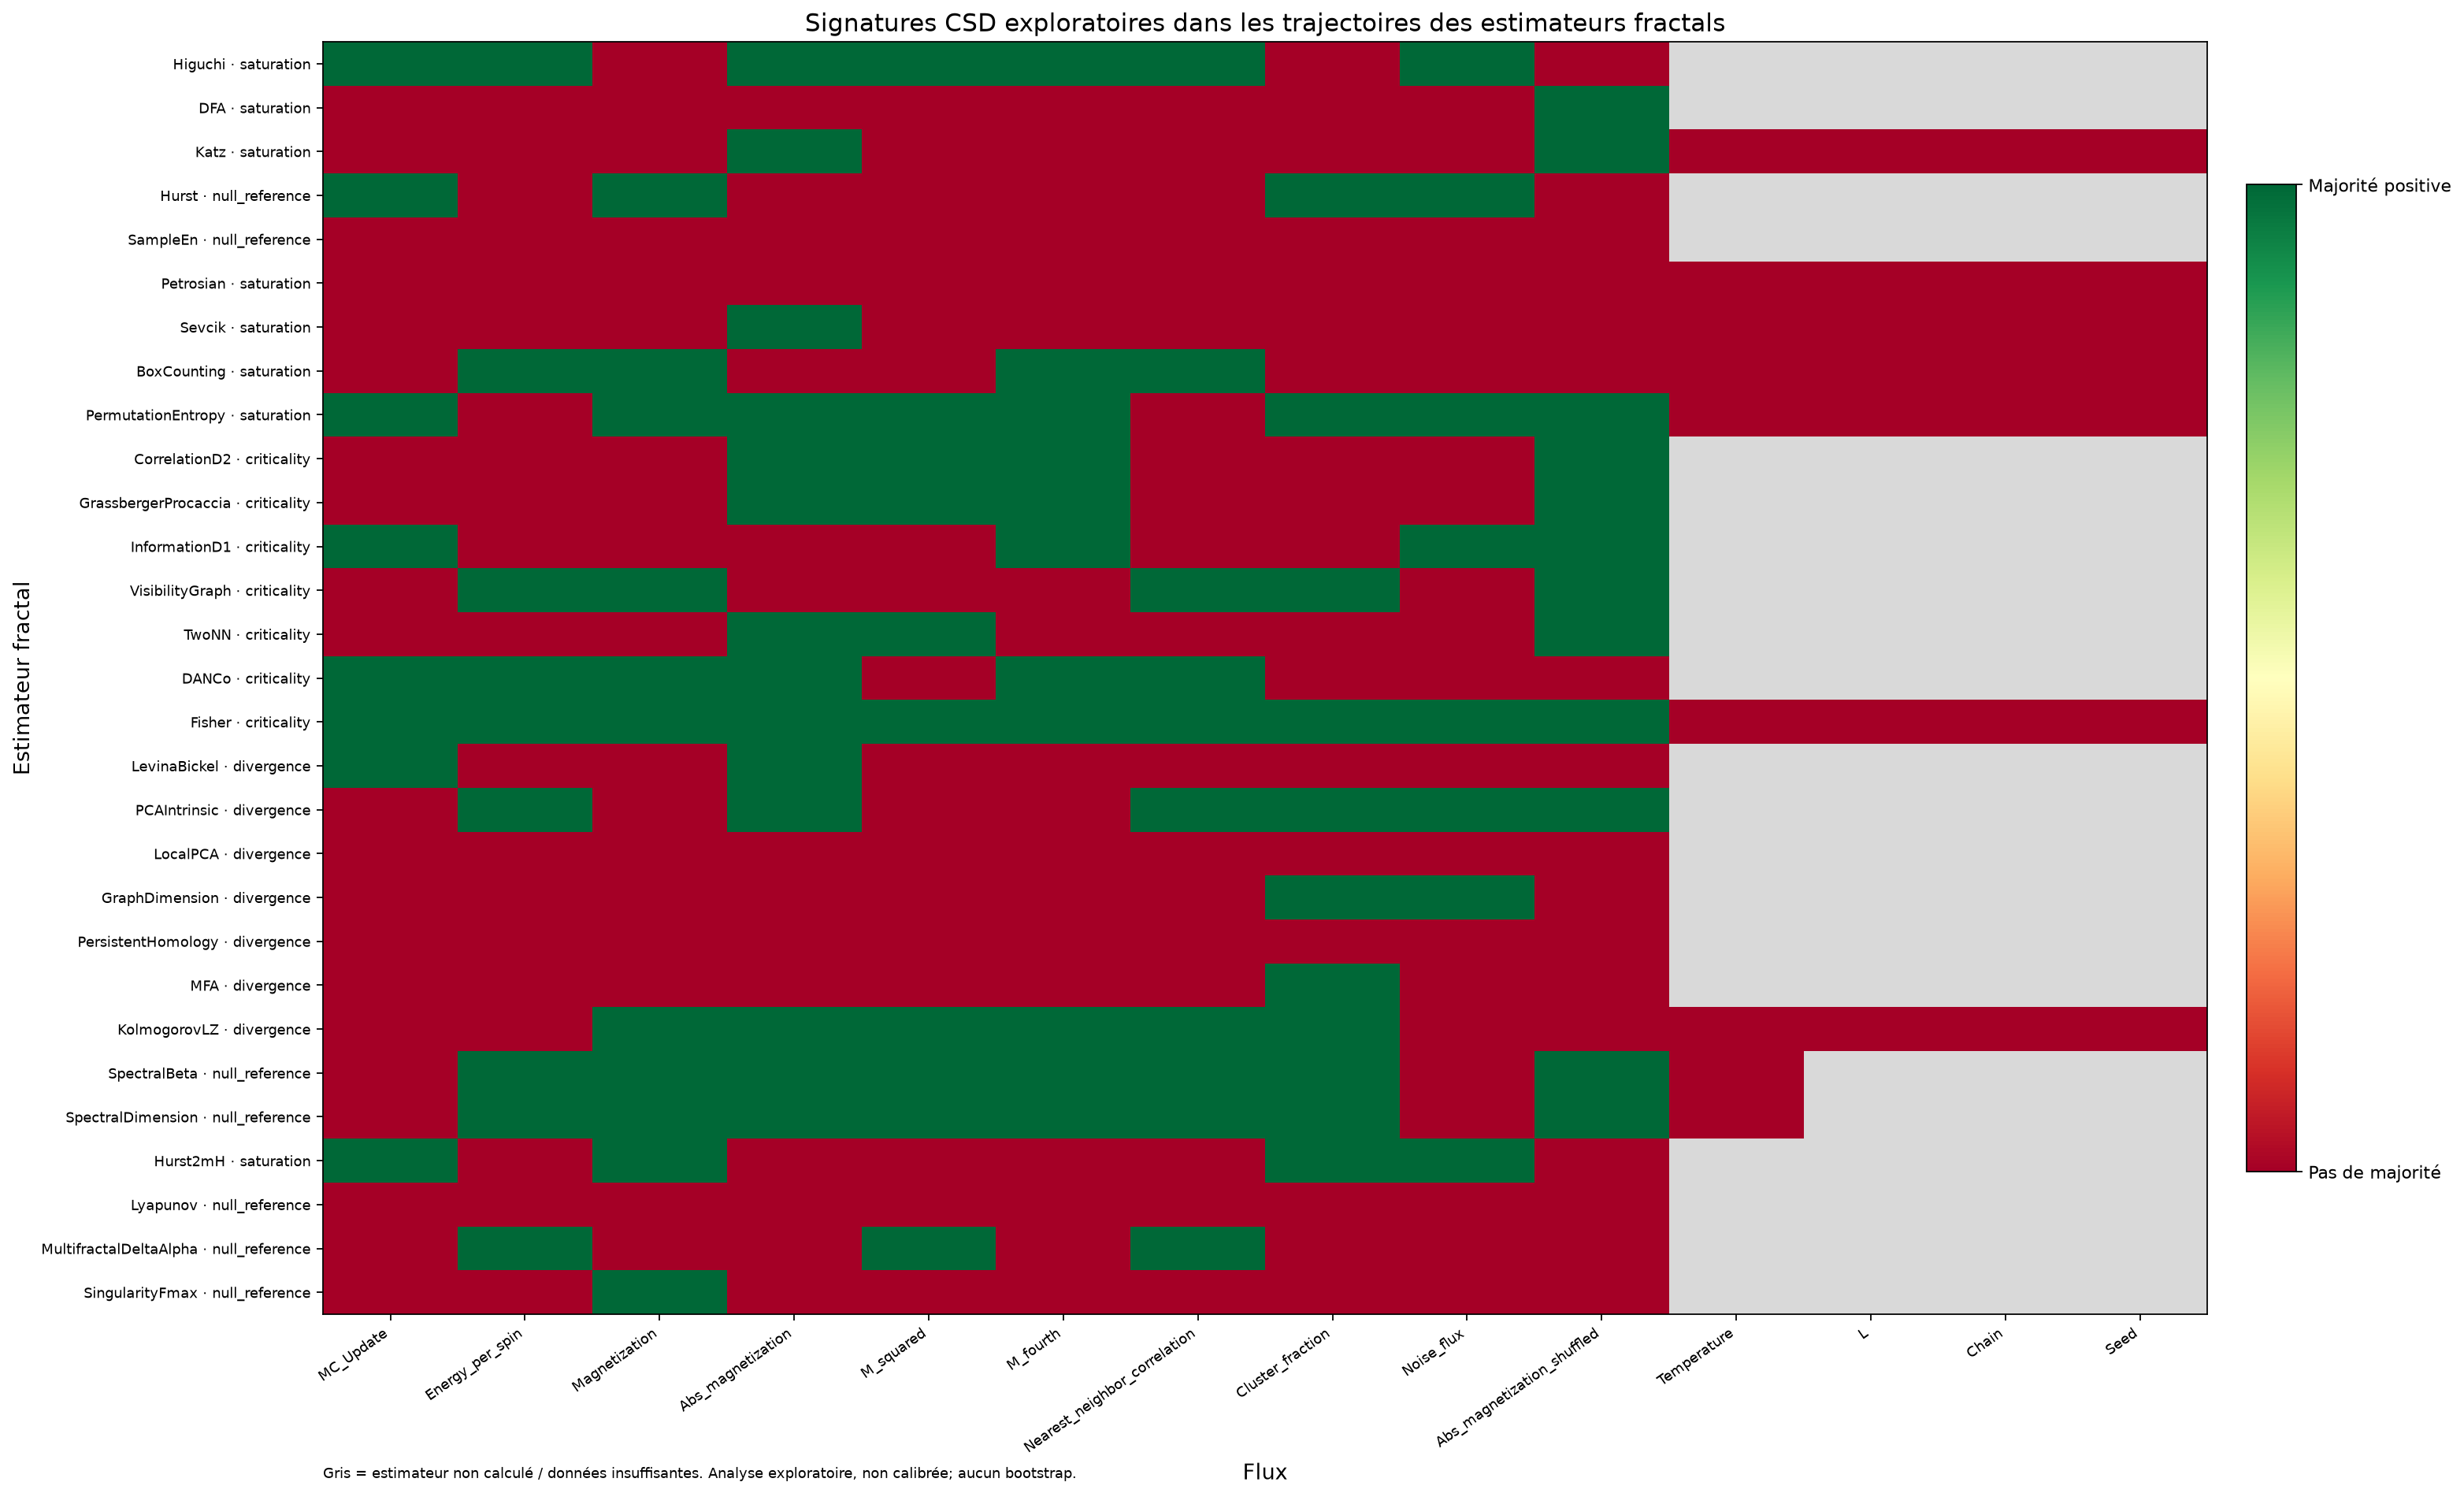 Signatures CSD exploratoires dans les trajectoires des estimateurs fractals
Estimateur fractal
Higuchi · saturation
DFA · saturation
Katz · saturation
Hurst · null_reference
SampleEn · null_reference
Petrosian · saturation
Sevcik · saturation
BoxCounting · saturation
PermutationEntropy · saturation
CorrelationD2 · criticality
GrassbergerProcaccia · criticality
InformationD1 · criticality
VisibilityGraph · criticality
TwoNN · criticality
DANCo · criticality
Fisher · criticality
LevinaBickel · divergence
PCAIntrinsic · divergence
LocalPCA · divergence
GraphDimension · divergence
PersistentHomology · divergence
MFA · divergence
KolmogorovLZ · divergence
SpectralBeta · null_reference
SpectralDimension · null_reference
Hurst2mH · saturation
Lyapunov · null_reference
MultifractalDeltaAlpha · null_reference
SingularityFmax · null_reference
Majorité positive
Pas de majorité
MC_Update
Energy_per_spin
Magnetization
Abs_magnetization
M_squared
M_fourth
Nearest_neighbor_correlation
Cluster_fraction
Noise_flux
Abs_magnetization_shuffled
Temperature
L
Chain
Seed
Flux
Gris = estimateur non calculé / données insuffisantes. Analyse exploratoire, non calibrée; aucun bootstrap.